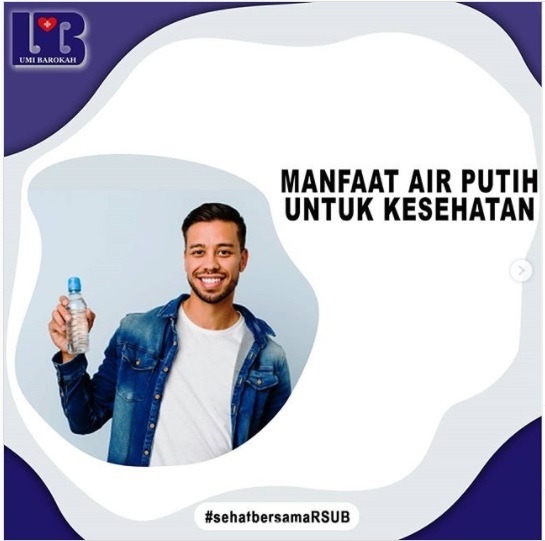 UMI BAROKAH
MANFAAT AIR PUTIH
UNTUK KESEHATAN
#sehatbersamaRSUB